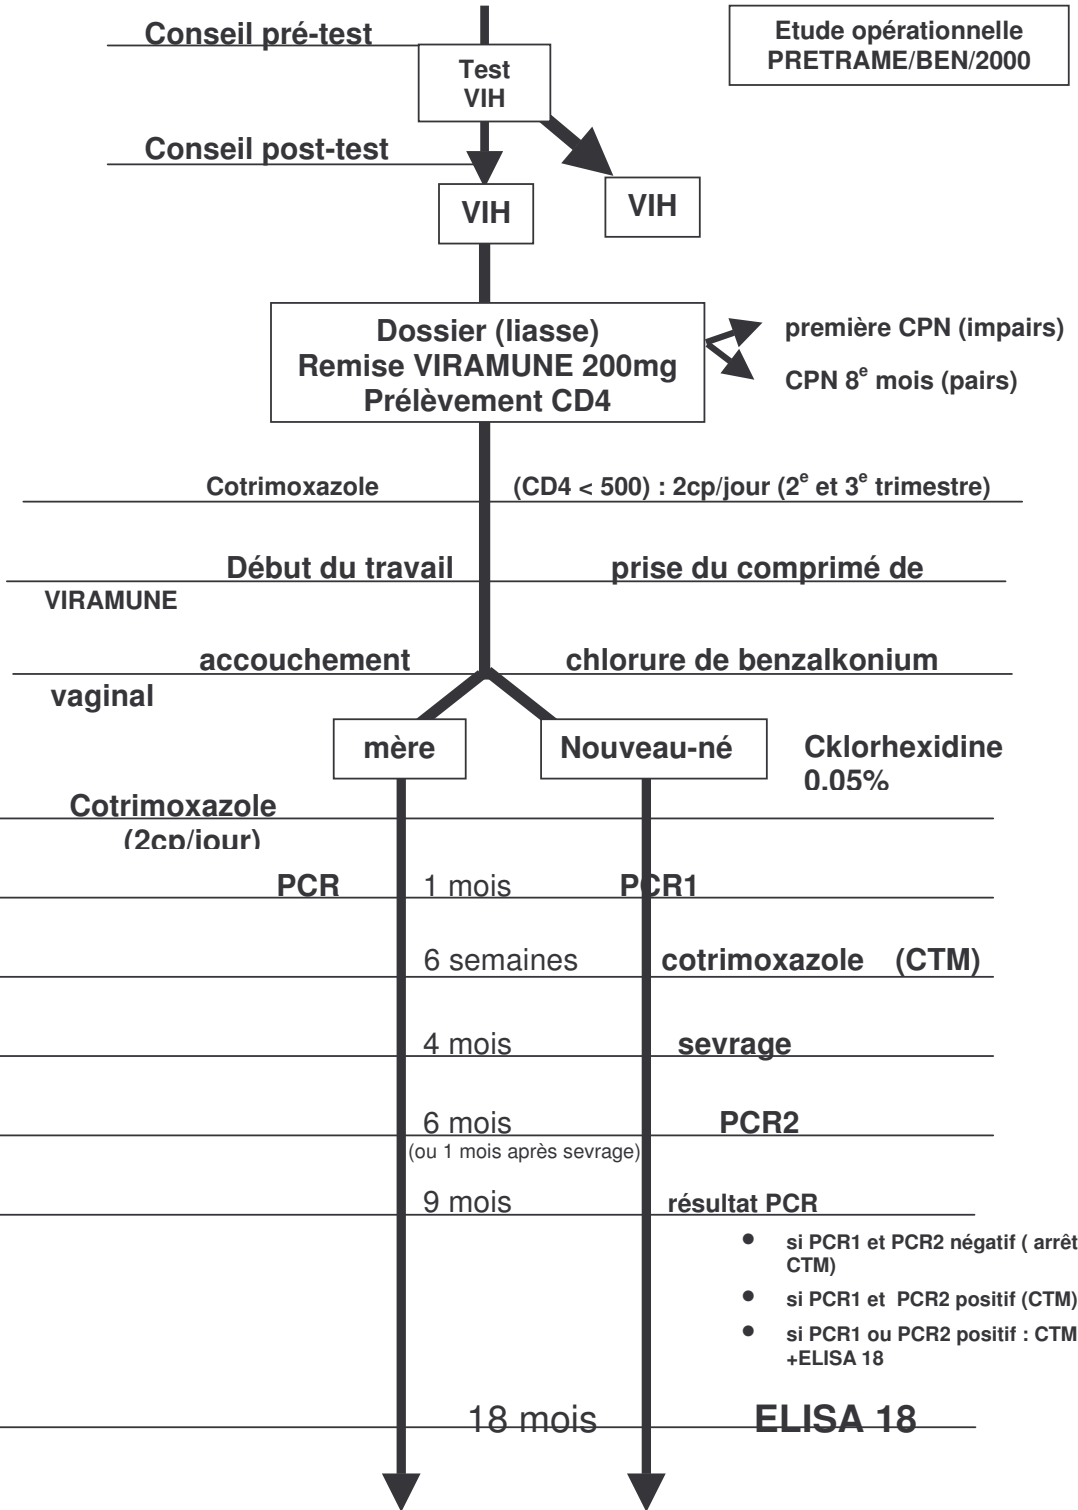 Conseil pré-test
Etude opérationnelle
PRETRAME/BEN/2000
Test
VIH
Conseil post-test
VIH
VIH
Dossier (liasse)
Remise VIRAMUNE 200mg
Prélèvement CD4
première CPN (impairs)
CPN 8e mois (pairs)
Cotrimoxazole (CD4 < 500) : 2cp/jour (2e et 3e trimestre)
Début du travail prise du comprimé de
VIRAMUNE
accouchement chlorure de benzalkonium
vaginal
mère
Nouveau-né
Cklorhexidine
0.05%
Cotrimoxazole
(2cp/jour)
PCR 1 mois PCR1
6 semaines cotrimoxazole (CTM)
4 mois sevrage
6 mois PCR2
(ou 1 mois après sevrage)
9 mois résultat PCR
• si PCR1 et PCR2 négatif ( arrêt
CTM)
• si PCR1 et PCR2 positif (CTM)
• si PCR1 ou PCR2 positif : CTM
+ELISA 18
18 mois ELISA 18